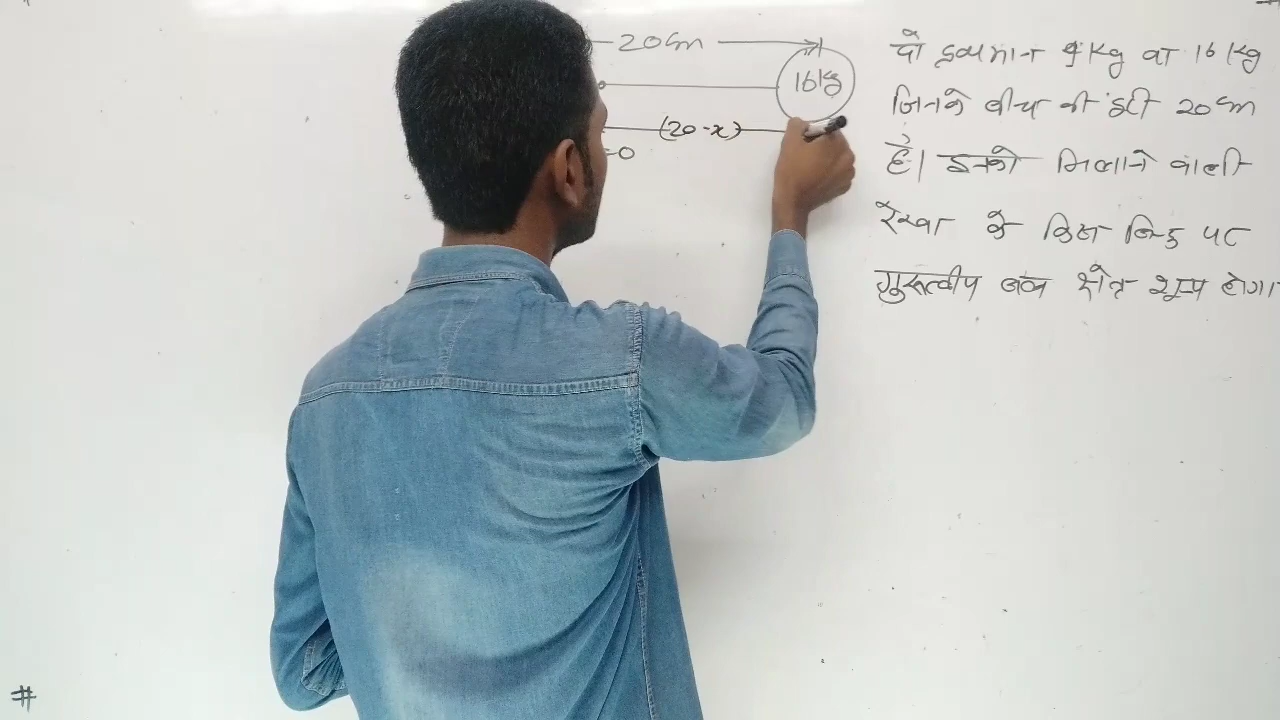 20cm
16kg
(20-x)
=0
दो द्रव्यमान 4kg वा 16kg
जिनके बीच की दूरी 20cm
है। इनको मिलाने वाली
रेखा के किस बिन्दु पर
गुरूत्वीय बल क्षेत्र शून्य होगा
#